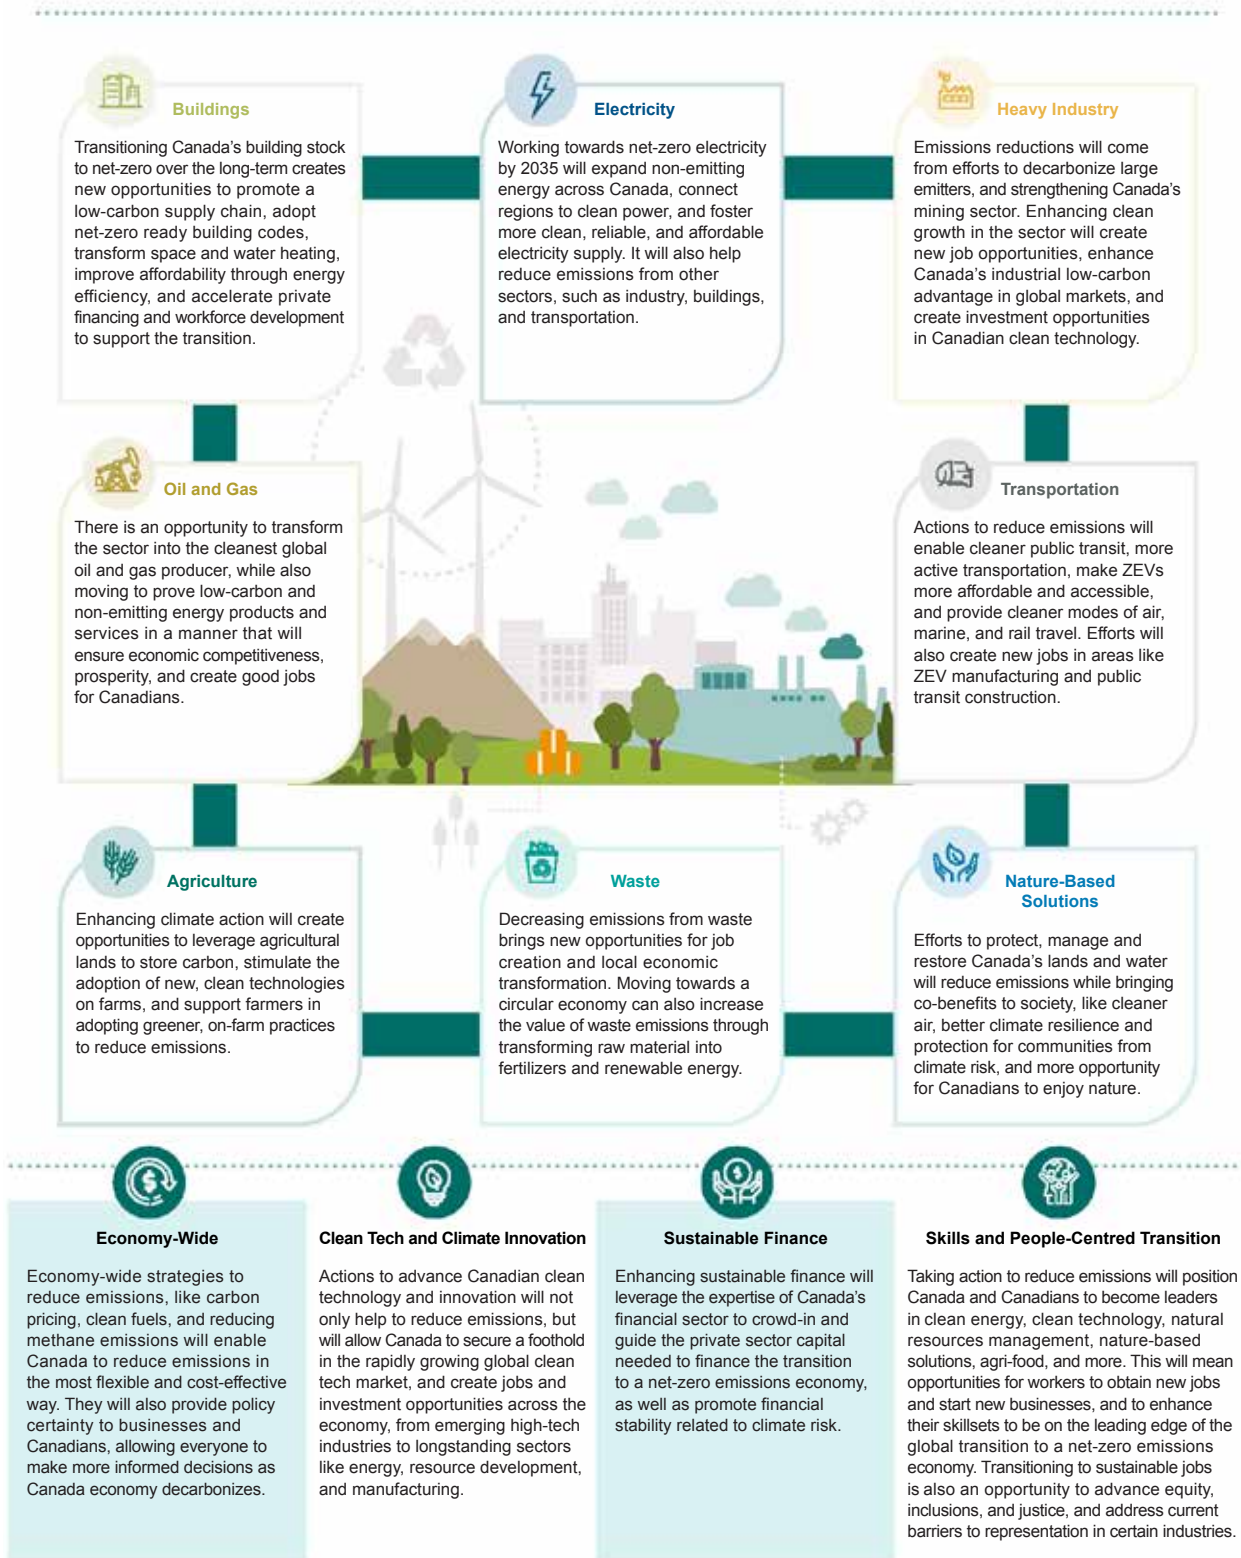 Buildings
Transitioning Canada's building stock
to net-zero over the long-term creates
new opportunities to promote a
low-carbon supply chain, adopt
net-zero ready building codes,
transform space and water heating,
improve affordability through energy
efficiency, and accelerate private
financing and workforce development
to support the transition.
Electricity
Working towards net-zero electricity
by 2035 will expand non-emitting
energy across Canada, connect
regions to clean power, and foster
more clean, reliable, and affordable
electricity supply. It will also help
reduce emissions from other
sectors, such as industry, buildings,
and transportation.
Heavy Industry
Emissions reductions will come
from efforts to decarbonize large
emitters, and strengthening Canada's
mining sector. Enhancing clean
growth in the sector will create
new job opportunities, enhance
Canada's industrial low-carbon
advantage in global markets, and
create investment opportunities
in Canadian clean technology.
Oil and Gas
There is an opportunity to transform
the sector into the cleanest global
oil and gas producer, while also
moving to prove low-carbon and
non-emitting energy products and
services in a manner that will
ensure economic competitiveness,
prosperity, and create good jobs
for Canadians.
Transportation
Actions to reduce emissions will
enable cleaner public transit, more
active transportation, make ZEVs
more affordable and accessible,
and provide cleaner modes of air,
marine, and rail travel. Efforts will
also create new jobs in areas like
ZEV manufacturing and public
transit construction.
Agriculture
Enhancing climate action will create
opportunities to leverage agricultural
lands to store carbon, stimulate the
adoption of new, clean technologies
on farms, and support farmers in
adopting greener, on-farm practices
to reduce emissions.
Waste
Decreasing emissions from waste
brings new opportunities for job
creation and local economic
transformation. Moving towards a
circular economy can also increase
the value of waste emissions through
transforming raw material into
fertilizers and renewable energy.
Nature-Based
Solutions
Efforts to protect, manage and
restore Canada's lands and water
will reduce emissions while bringing
co-benefits to society, like cleaner
air, better climate resilience and
protection for communities from
climate risk, and more opportunity
for Canadians to enjoy nature.
Economy-Wide
Economy-wide strategies to
reduce emissions, like carbon
pricing, clean fuels, and reducing
methane emissions will enable
Canada to reduce emissions in
the most flexible and cost-effective
way. They will also provide policy
certainty to businesses and
Canadians, allowing everyone to
make more informed decisions as
Canada economy decarbonizes.
Clean Tech and Climate Innovation
Actions to advance Canadian clean
technology and innovation will not
only help to reduce emissions, but
will allow Canada to secure a foothold
in the rapidly growing global clean
tech market, and create jobs and
investment opportunities across the
economy, from emerging high-tech
industries to longstanding sectors
like energy, resource development,
and manufacturing.
Sustainable Finance
Enhancing sustainable finance will
leverage the expertise of Canada's
financial sector to crowd-in and
guide the private sector capital
needed to finance the transition
to a net-zero emissions economy,
as well as promote financial
stability related to climate risk.
Skills and People-Centred Transition
Taking action to reduce emissions will position
Canada and Canadians to become leaders
in clean energy, clean technology, natural
resources management, nature-based
solutions, agri-food, and more. This will mean
opportunities for workers to obtain new jobs
and start new businesses, and to enhance
their skillsets to be on the leading edge of the
global transition to a net-zero emissions
economy. Transitioning to sustainable jobs
is also an opportunity to advance equity,
inclusions, and justice, and address current
barriers to representation in certain industries.